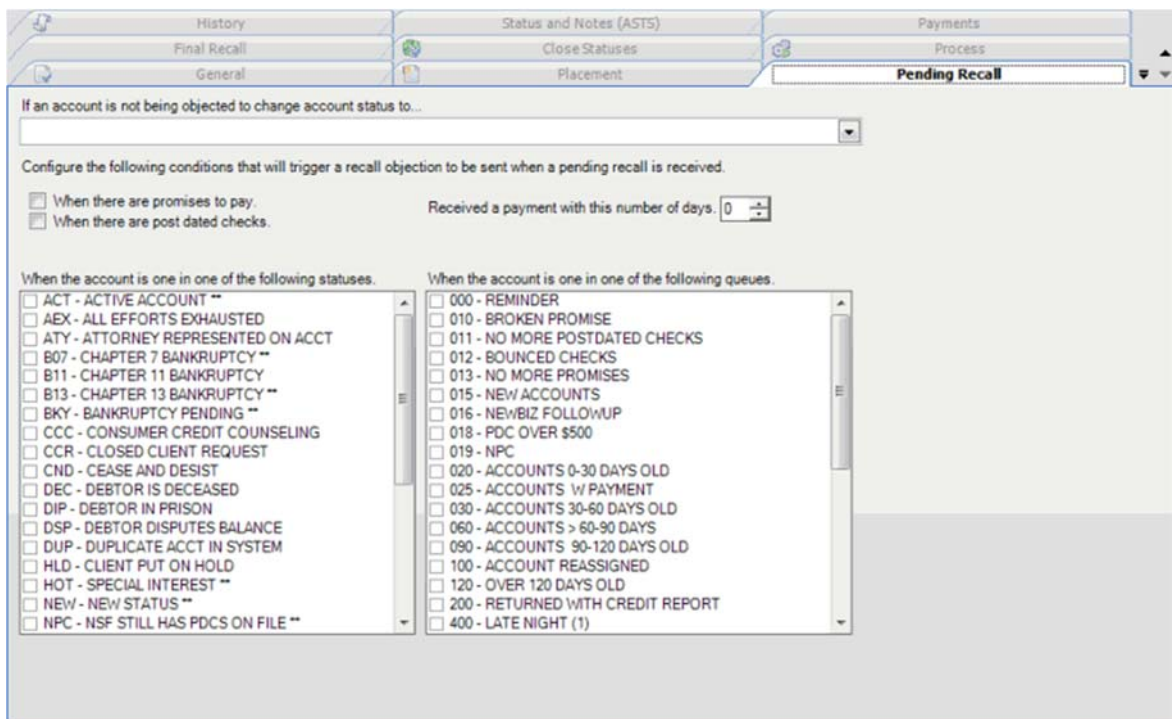 History
Status and Notes (ASTS)
Payments
Final Recall
Close Statuses
Process
General
Placement
Pending Recall
If an account is not being objected to change account status to...
Configure the following conditions that will trigger a recall objection to be sent when a pending recall is received.
When there are promises to pay.
When there are post dated checks.
Received a payment with this number of days. 0
When the account is one in one of the following statuses.
ACT - ACTIVE ACCOUNT **
AEX - ALL EFFORTS EXHAUSTED
ATY - ATTORNEY REPRESENTED ON ACCT
B07 - CHAPTER 7 BANKRUPTCY **
B11 - CHAPTER 11 BANKRUPTCY
B13 - CHAPTER 13 BANKRUPTCY **
BKY - BANKRUPTCY PENDING **
CCC - CONSUMER CREDIT COUNSELING
CCR - CLOSED CLIENT REQUEST
CND - CEASE AND DESIST
DEC - DEBTOR IS DECEASED
DIP - DEBTOR IN PRISON
DSP - DEBTOR DISPUTES BALANCE
DUP - DUPLICATE ACCT IN SYSTEM
HLD - CLIENT PUT ON HOLD
HOT - SPECIAL INTEREST **
NEW - NEW STATUS **
NPC - NSF STILL HAS PDCS ON FILE **
When the account is one in one of the following queues.
000 - REMINDER
010 - BROKEN PROMISE
011 - NO MORE POSTDATED CHECKS
012 - BOUNCED CHECKS
013 - NO MORE PROMISES
015 - NEW ACCOUNTS
016 - NEWBIZ FOLLOWUP
018 - PDC OVER $500
019 - NPC
020 - ACCOUNTS 0-30 DAYS OLD
025 - ACCOUNTS W PAYMENT
030 - ACCOUNTS 30-60 DAYS OLD
060 - ACCOUNTS > 60-90 DAYS
090 - ACCOUNTS 90-120 DAYS OLD
100 - ACCOUNT REASSIGNED
120 - OVER 120 DAYS OLD
200 - RETURNED WITH CREDIT REPORT
400 - LATE NIGHT (1)